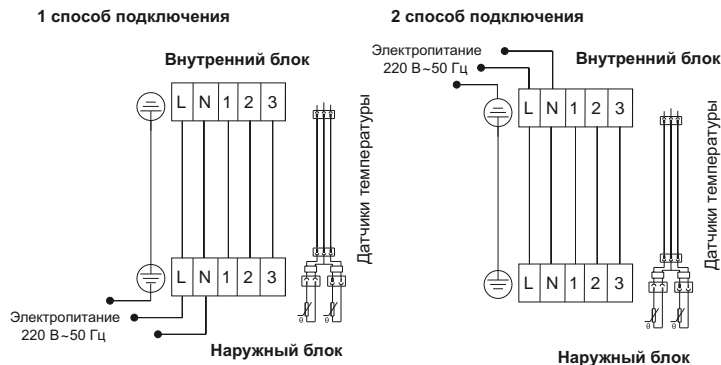 1 способ подключения
Внутренний блок
L N 1 2 3
Датчики температуры
L N 1 2 3
Электропитание
220 В~50 Гц
Наружный блок
θ θ
2 способ подключения
Электропитание
220 В~50 Гц
Внутренний блок
L N 1 2 3
Датчики температуры
L N 1 2 3
θ θ
Наружный блок